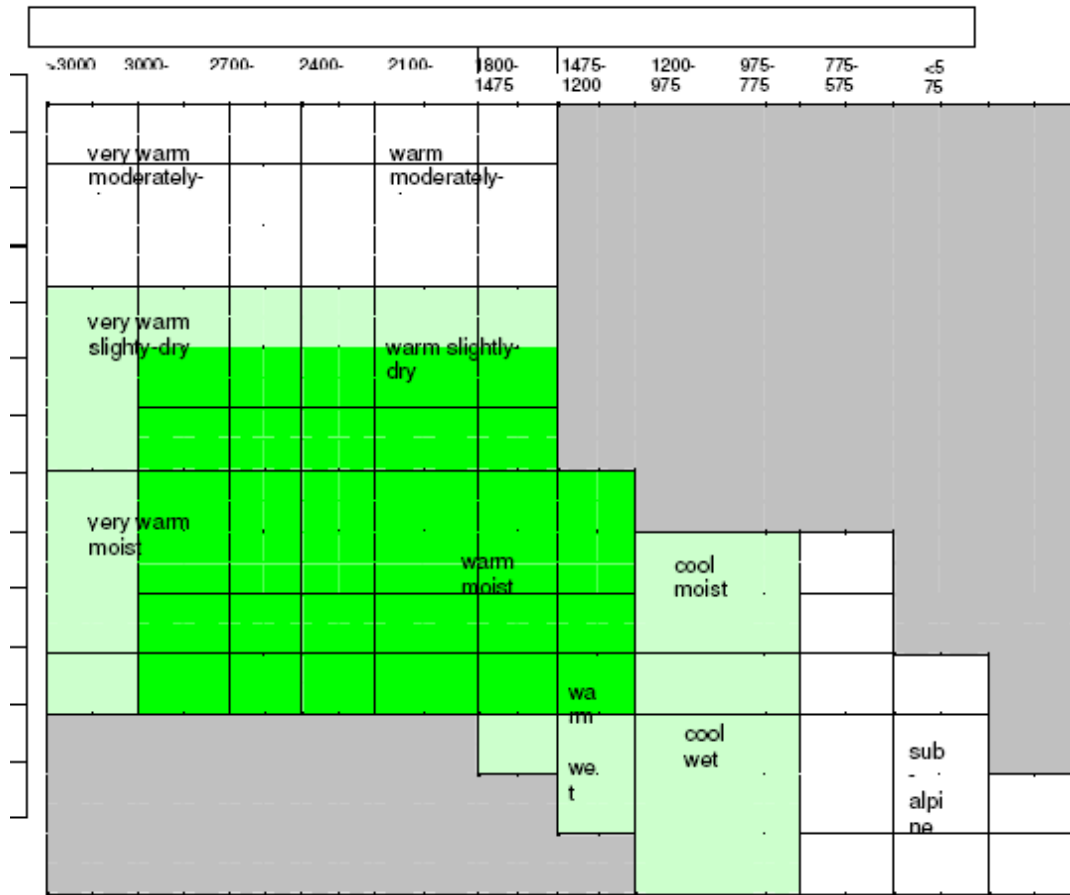 >3000 3000- 2700- 2400- 2100- 1800- 1475- 1200- 975- 775- <5
1475 1200 975 775 575 75
very warm
moderately-
warm
moderately-
very warm
slighty-dry
warm slightly-
dry
very warm
moist
warm
moist
cool
moist
wa
rm
we.
t
cool
wet
sub
-
alpi
ne